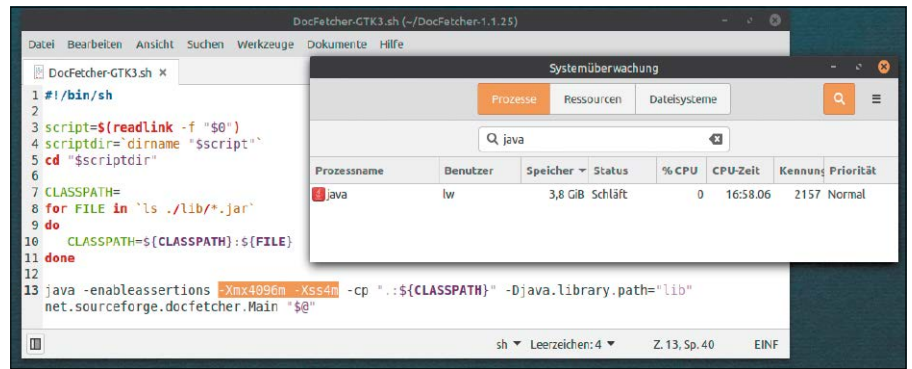 DocFetcher-GTK3.sh (~/DocFetcher-1.1.25)
Datei Bearbeiten Ansicht Suchen Werkzeuge Dokumente Hilfe
DocFetcher-GTK3.sh ×
1 #!/bin/sh
2
3 script=$(readlink -f "$0")
4 scriptdir=`dirname "$script"`
5 cd "$scriptdir"
6
7 CLASSPATH=
8 for FILE in `ls ./lib/*.jar`
9 do
10 CLASSPATH=${CLASSPATH}:${FILE}
11 done
12
13 java -enableassertions -Xmx4096m -Xss4m -cp ".:${CLASSPATH}" -Djava.library.path="lib"
net.sourceforge.docfetcher.Main "$@"
sh Leerzeichen: 4 Z. 13, Sp. 40 EINF
Systemüberwachung
Prozesse Ressourcen Dateisysteme
java
Prozessname Benutzer Speicher Status % CPU CPU-Zeit Kennung Priorität
java lw 3,8 GiB Schläft 0 16:58.06 2157 Normal